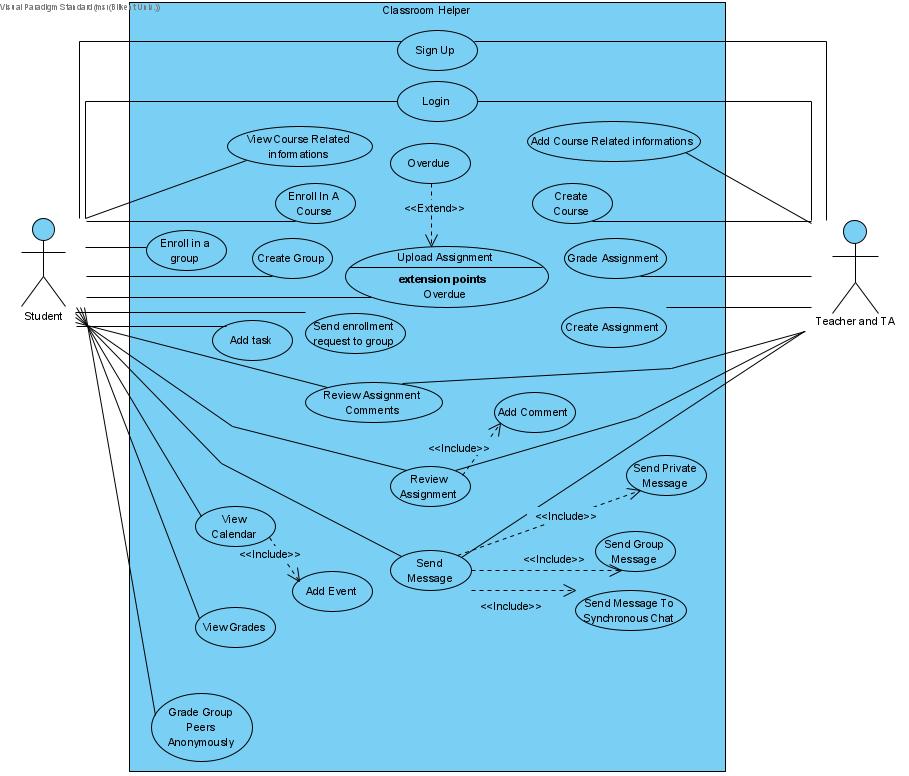 Visual Paradigm Standard(msı(Bilkent Univ.))
Classroom Helper
Sign Up
Login
View Course Related
informations
Add Course Related informations
Overdue
Enroll In A
Course
<<Extend>>
Create
Course
Enroll in a
group
Create Group
Upload Assignment
extension points
Overdue
Grade Assignment
Student
Teacher and TA
Add task
Send enrollment
request to group
Create Assignment
Review Assignment
Comments
Add Comment
<<Include>>
Review
Assignment
Send Private
Message
<<Include>>
View
Calendar
<<Include>>
Send
Message
<<Include>>
Send Group
Message
Add Event
<<Include>>
Send Message To
Synchronous Chat
View Grades
Grade Group
Peers
Anonymously